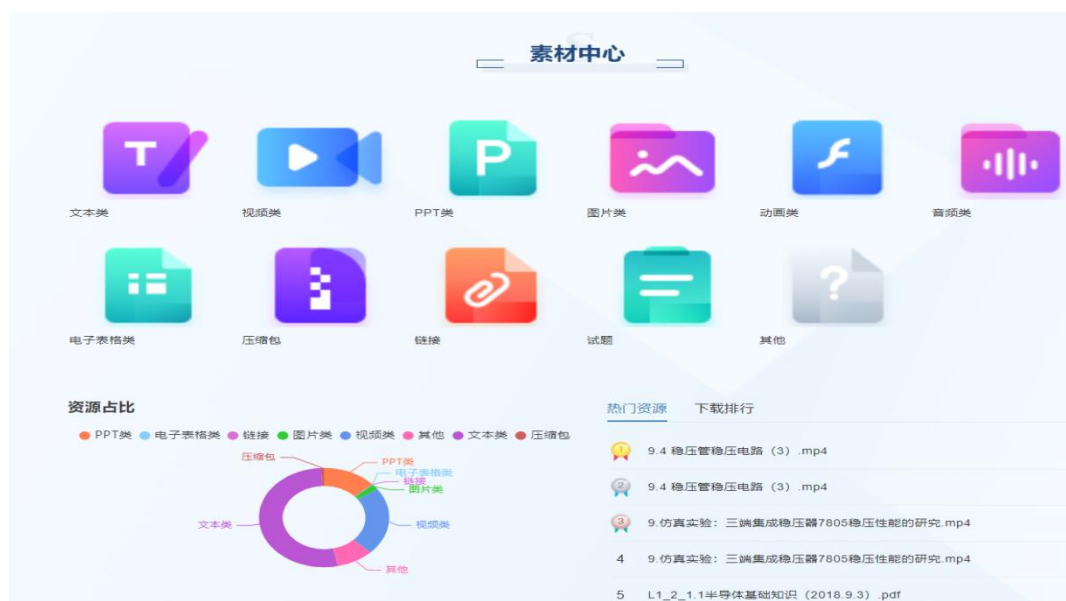 素材中心
文本类 视频类 PPT类 图片类 动画类 音频类
电子表格类 压缩包 链接 试题 其他
资源占比
PPT类 电子表格类 链接 图片类 视频类 其他 文本类 压缩包
压缩包
PPT类
电子表格类
链接
图片类
文本类
视频类
其他
热门资源 下载排行
1 9.4 稳压管稳压电路（3）.mp4
2 9.4 稳压管稳压电路（3）.mp4
3 9.仿真实验：三端集成稳压器7805稳压性能的研究.mp4
4 9.仿真实验：三端集成稳压器7805稳压性能的研究.mp4
5 L1_2_1.1半导体基础知识（2018.9.3）.pdf